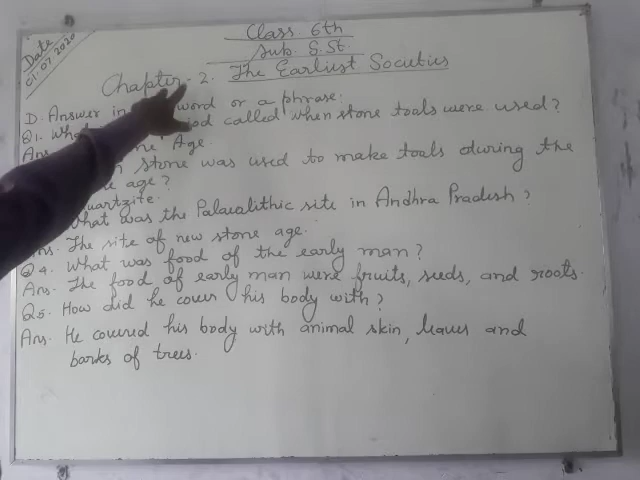 Date
01.07.2020
Class 6th
Sub. S.St.
Chapter-2. The Earliest Societies
D. Answer in word or a phrase:
Q1. What called when stone tools were used?
Ans. Age.
stone was used to make tools during the
age?
Quartzite.
What was the Palaealithic site in Andhra Pradesh?
Ans. The site of new stone age.
Q4. What was food of the early man?
Ans. The food of early man were fruits, seeds, and roots.
Q5. How did he cover his body with?
Ans. He covered his body with animal skin, leaves and
barks of trees.